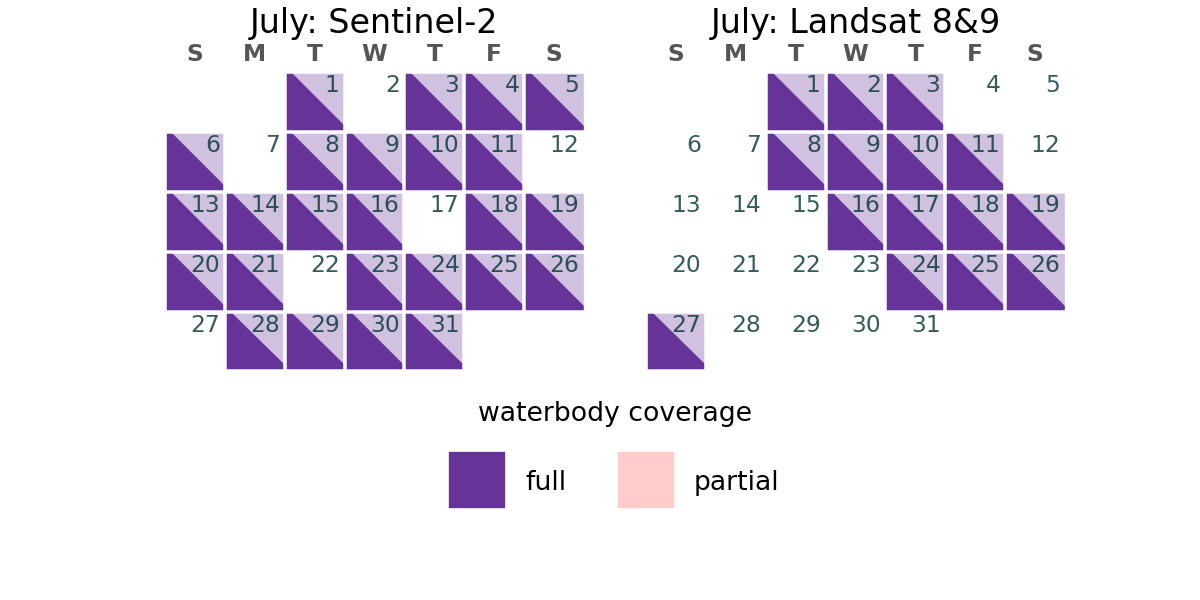 July: Sentinel-2
S M T W T F S
1 2 3 4 5
6 7 8 9 10 11 12
13 14 15 16 17 18 19
20 21 22 23 24 25 26
27 28 29 30 31
July: Landsat 8&9
S M T W T F S
1 2 3 4 5
6 7 8 9 10 11 12
13 14 15 16 17 18 19
20 21 22 23 24 25 26
27 28 29 30 31
waterbody coverage
full partial